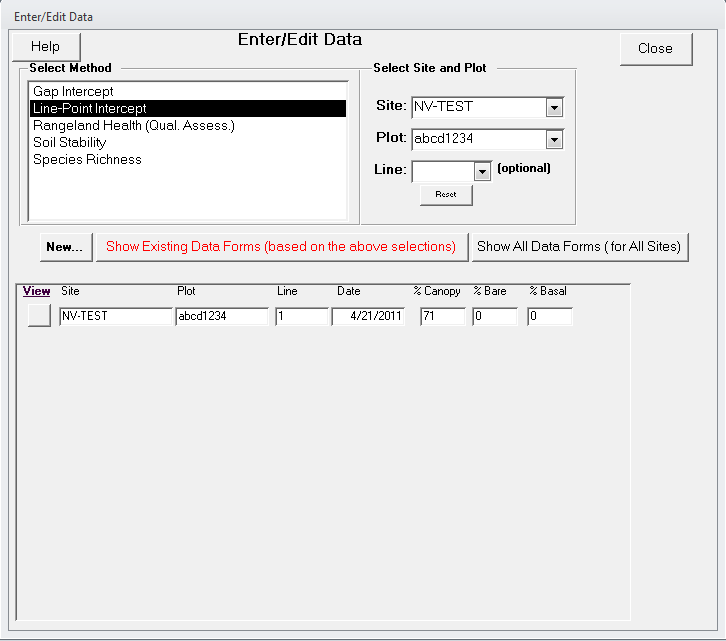 Enter/Edit Data
Help
Enter/Edit Data
Close
Select Method
Gap Intercept
Line-Point Intercept
Rangeland Health (Qual. Assess.)
Soil Stability
Species Richness
Select Site and Plot
Site: NV-TEST
Plot: abcd1234
Line: (optional)
Reset
New... Show Existing Data Forms (based on the above selections) Show All Data Forms ( for All Sites)
View Site Plot Line Date % Canopy % Bare % Basal
NV-TEST abcd1234 1 4/21/2011 71 0 0